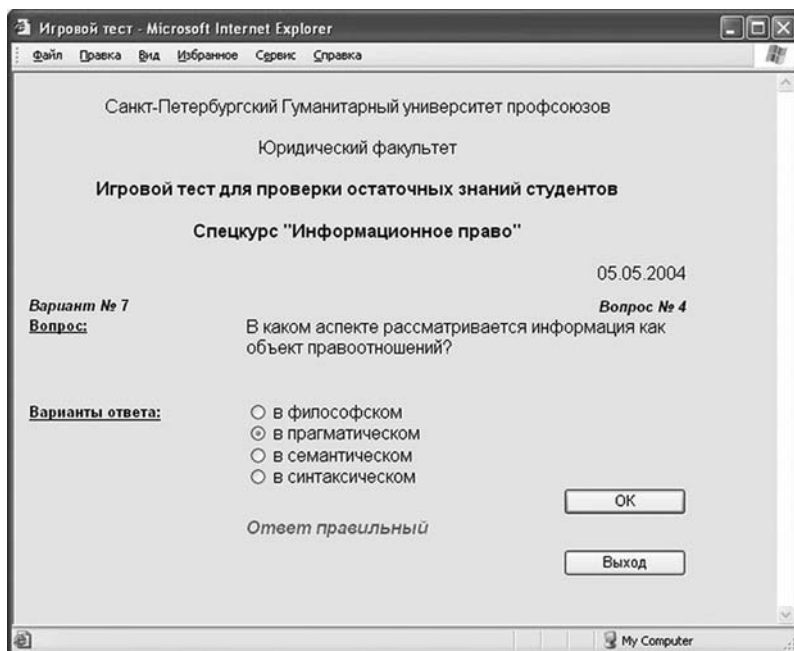 Игровой тест - Microsoft Internet Explorer
Файл Правка Вид Избранное Сервис Справка
Санкт-Петербургский Гуманитарный университет профсоюзов
Юридический факультет
Игровой тест для проверки остаточных знаний студентов
Спецкурс "Информационное право"
05.05.2004
Вариант № 7 Вопрос № 4
Вопрос: В каком аспекте рассматривается информация как
объект правоотношений?
Варианты ответа: в философском
в прагматическом
в семантическом
в синтаксическом
OK
Ответ правильный
Выход
My Computer